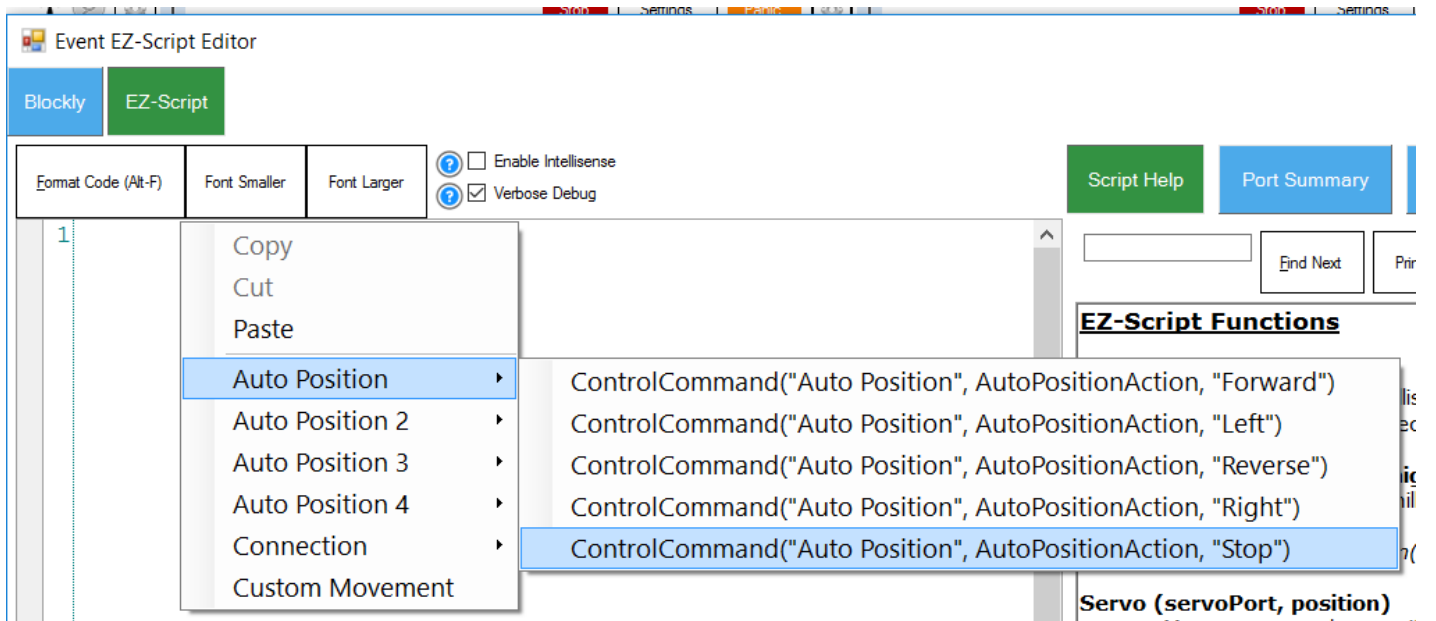 Stop Settings Panic Stop Settings
Event EZ-Script Editor
Blockly EZ-Script
Format Code (Alt-F) Font Smaller Font Larger
Enable Intellisense
Verbose Debug
Script Help Port Summary
1
Copy
Cut
Paste
Auto Position
Auto Position 2
Auto Position 3
Auto Position 4
Connection
Custom Movement
ControlCommand("Auto Position", AutoPositionAction, "Forward")
ControlCommand("Auto Position", AutoPositionAction, "Left")
ControlCommand("Auto Position", AutoPositionAction, "Reverse")
ControlCommand("Auto Position", AutoPositionAction, "Right")
ControlCommand("Auto Position", AutoPositionAction, "Stop")
Find Next
EZ-Script Functions
Servo (servoPort, position)